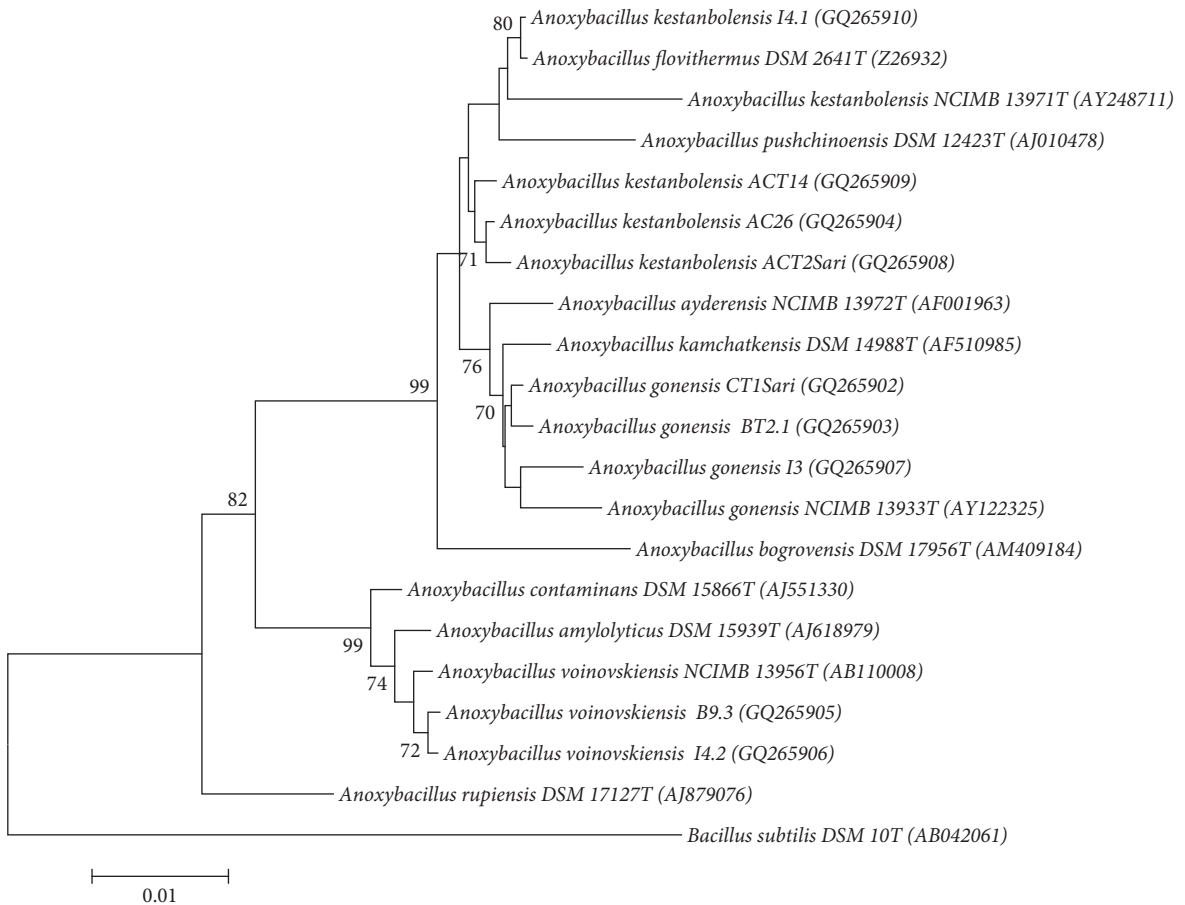 80
Anoxybacillus kestanbolensis I4.1 (GQ265910)
Anoxybacillus flovithermus DSM 2641T (Z26932)
Anoxybacillus kestanbolensis NCIMB 13971T (AY248711)
Anoxybacillus pushchinoensis DSM 12423T (AJ010478)
Anoxybacillus kestanbolensis ACT14 (GQ265909)
Anoxybacillus kestanbolensis AC26 (GQ265904)
71
Anoxybacillus kestanbolensis ACT2Sari (GQ265908)
Anoxybacillus ayderensis NCIMB 13972T (AF001963)
Anoxybacillus kamchatkensis DSM 14988T (AF510985)
76
99
Anoxybacillus gonensis CT1Sari (GQ265902)
70
Anoxybacillus gonensis BT2.1 (GQ265903)
Anoxybacillus gonensis I3 (GQ265907)
82
Anoxybacillus gonensis NCIMB 13933T (AY122325)
Anoxybacillus bogrovensis DSM 17956T (AM409184)
Anoxybacillus contaminans DSM 15866T (AJ551330)
99
Anoxybacillus amylolyticus DSM 15939T (AJ618979)
74
Anoxybacillus voinovskiensis NCIMB 13956T (AB110008)
Anoxybacillus voinovskiensis B9.3 (GQ265905)
72
Anoxybacillus voinovskiensis I4.2 (GQ265906)
Anoxybacillus rupiensis DSM 17127T (AJ879076)
Bacillus subtilis DSM 10T (AB042061)
0.01